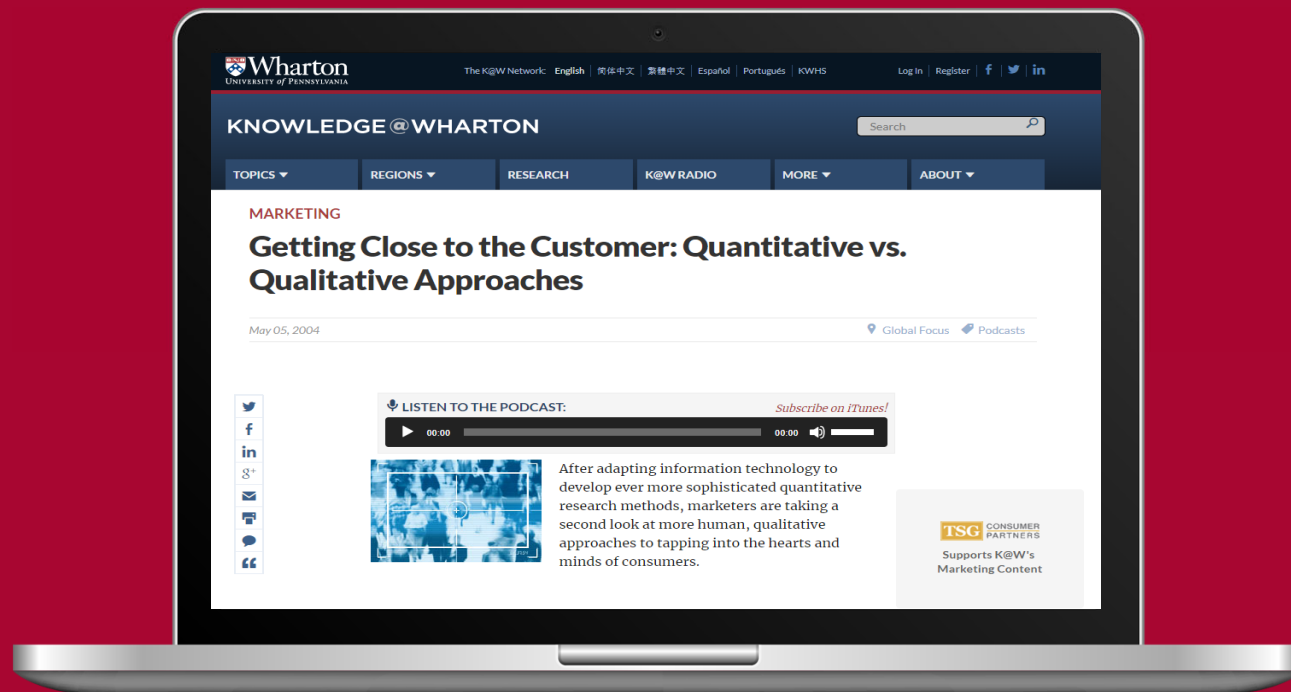 Wharton
UNIVERSITY of PENNSYLVANIA
The K@W Network: English 简体中文 繁體中文 Español Portugués KWHS
Log In Register f in
KNOWLEDGE@WHARTON
Search
TOPICS REGIONS RESEARCH K@W RADIO MORE ABOUT
MARKETING
Getting Close to the Customer: Quantitative vs.
Qualitative Approaches
May 05, 2004
Global Focus Podcasts
f
in
g+
LISTEN TO THE PODCAST:
Subscribe on iTunes!
00:00 00:00
After adapting information technology to
develop ever more sophisticated quantitative
research methods, marketers are taking a
second look at more human, qualitative
approaches to tapping into the hearts and
minds of consumers.
TSG CONSUMER
PARTNERS
Supports K@W's
Marketing Content